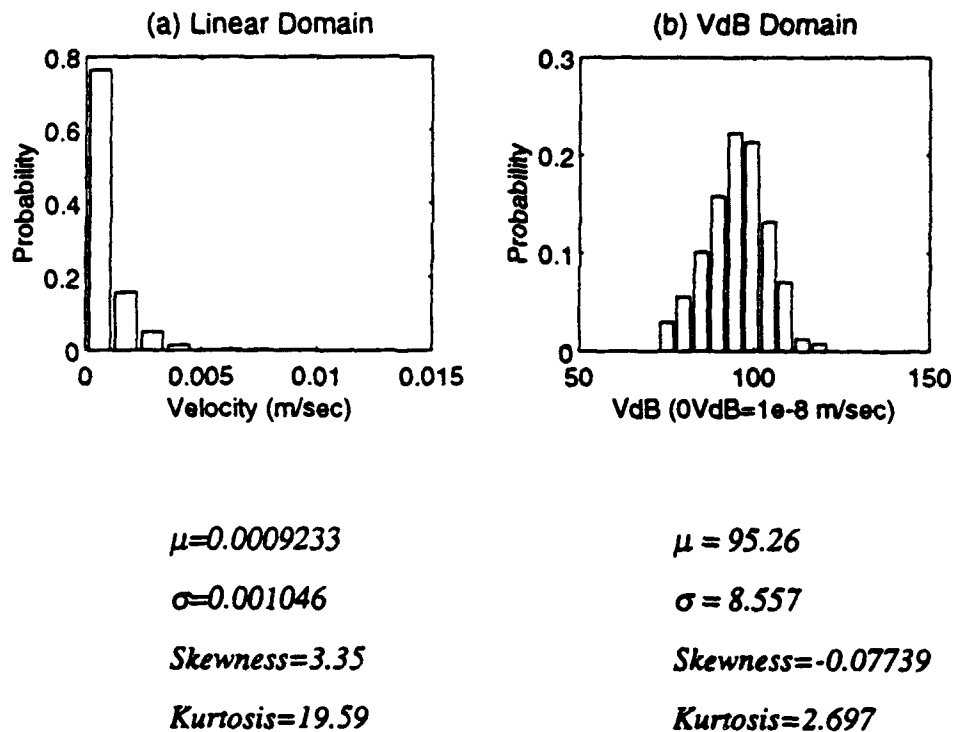 (a) Linear Domain
0.8
0.6
0.4
0.2
0
Probability
0
0.005
0.01
0.015
Velocity (m/sec)
(b) VdB Domain
0.3
0.2
0.1
0
Probability
50
100
150
VdB (0VdB=1e-8 m/sec)
μ=0.0009233
σ=0.001046
Skewness=3.35
Kurtosis=19.59
μ = 95.26
σ = 8.557
Skewness=-0.07739
Kurtosis=2.697